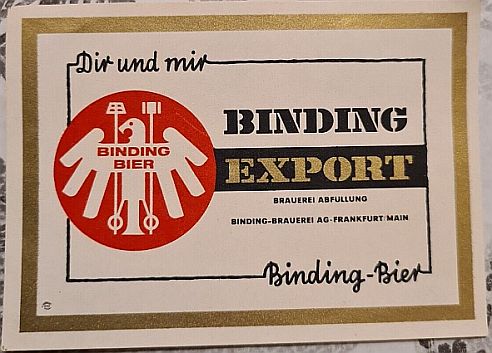 Dir und mir
BINDING
BIER
BINDING
EXPORT
BRAUEREI ABFÜLLUNG
BINDING-BRAUEREI AG·FRANKFURT/MAIN
Binding-Bier